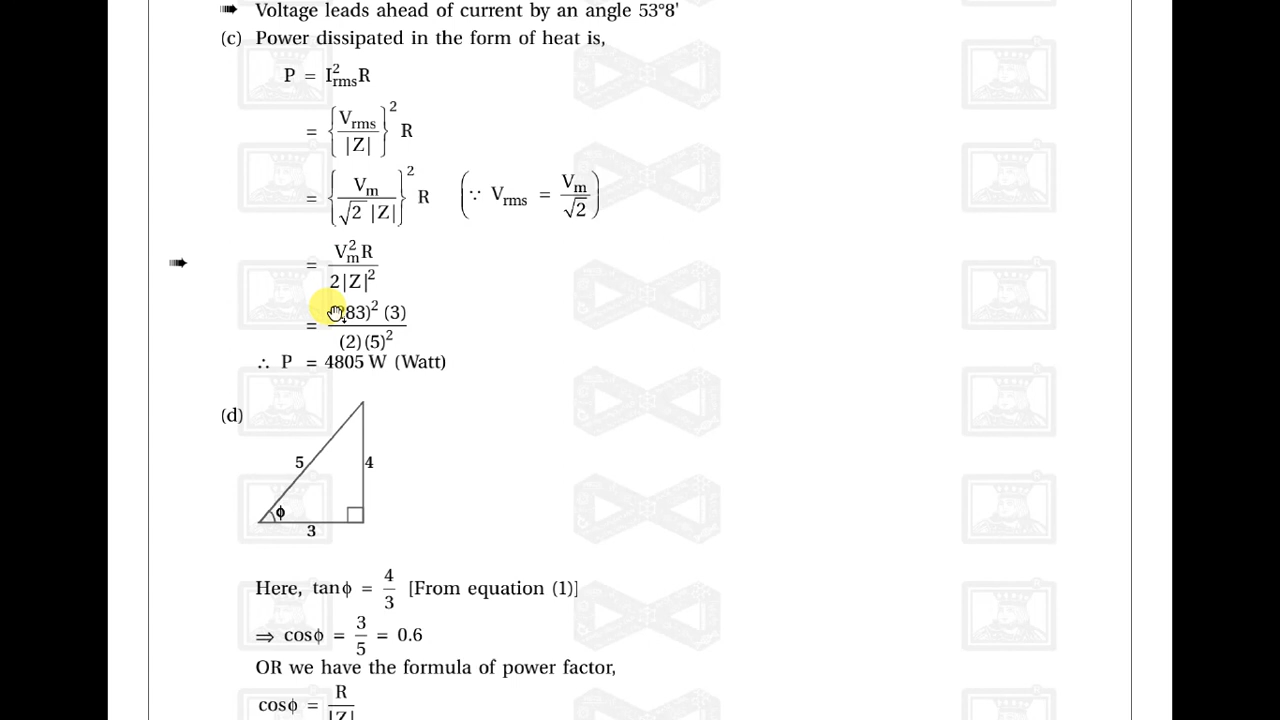 ➠ Voltage leads ahead of current by an angle 53°8'
(c) Power dissipated in the form of heat is,
P = I²rms R
= {Vrms / |Z|}² R
= {Vm / √2 |Z|}² R (∵ Vrms = Vm / √2)
➠ = V²m R / 2|Z|²
= 83)² (3) / (2) (5)²
∴ P = 4805 W (Watt)
(d)
5 4
ϕ
3
Here, tanϕ = 4/3 [From equation (1)]
⇒ cosϕ = 3/5 = 0.6
OR we have the formula of power factor,
cosϕ = R / |Z|